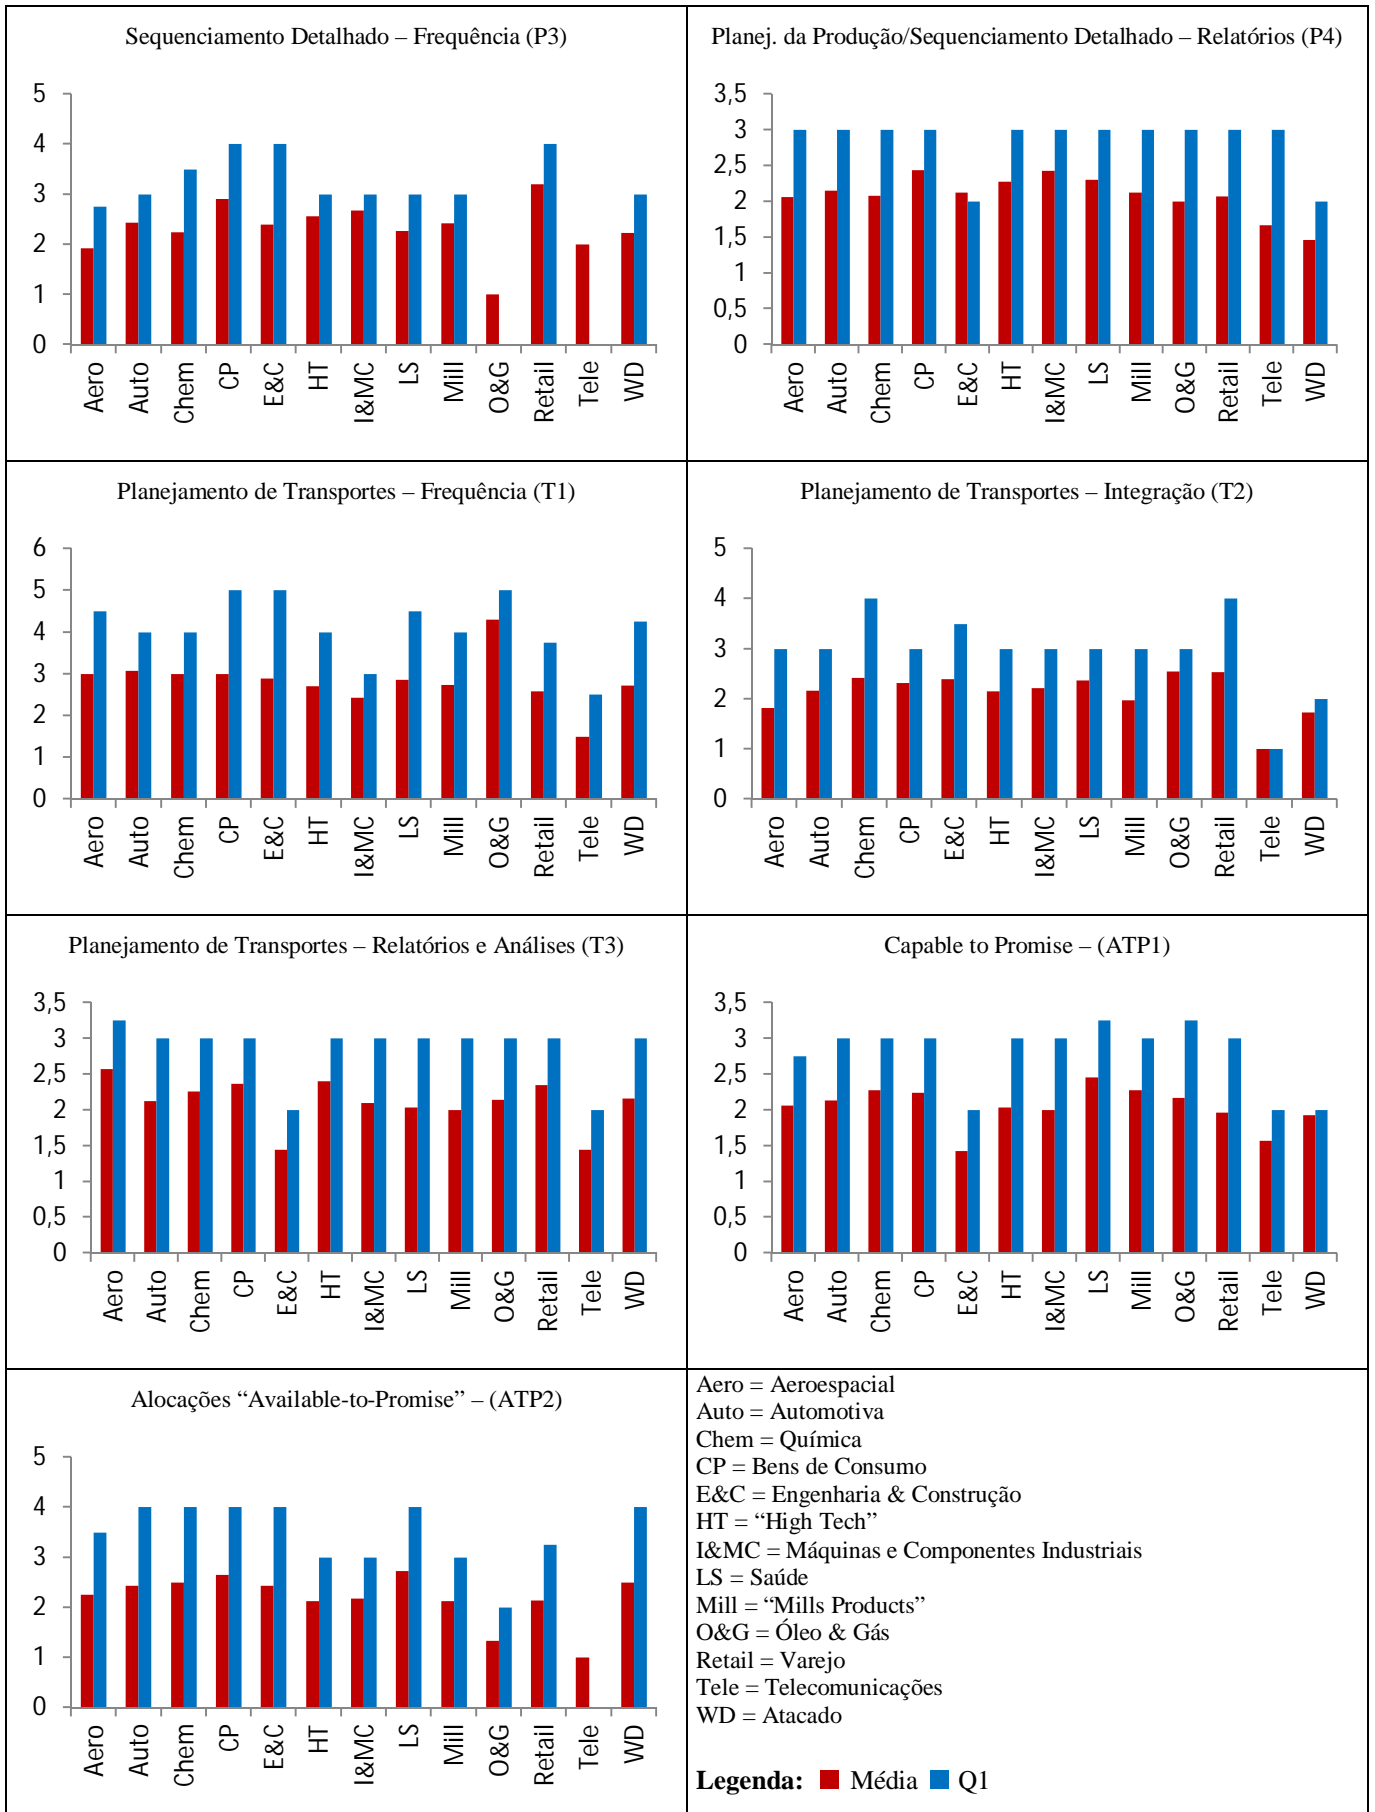 Sequenciamento Detalhado – Frequência (P3)
5
4
3
2
1
0
Aero Auto Chem CP E&C HT I&MC LS Mill O&G Retail Tele WD
Planej. da Produção/Sequenciamento Detalhado – Relatórios (P4)
3,5
3
2,5
2
1,5
1
0,5
0
Aero Auto Chem CP E&C HT I&MC LS Mill O&G Retail Tele WD
Planejamento de Transportes – Frequência (T1)
6
5
4
3
2
1
0
Aero Auto Chem CP E&C HT I&MC LS Mill O&G Retail Tele WD
Planejamento de Transportes – Integração (T2)
5
4
3
2
1
0
Aero Auto Chem CP E&C HT I&MC LS Mill O&G Retail Tele WD
Planejamento de Transportes – Relatórios e Análises (T3)
3,5
3
2,5
2
1,5
1
0,5
0
Aero Auto Chem CP E&C HT I&MC LS Mill O&G Retail Tele WD
Capable to Promise – (ATP1)
3,5
3
2,5
2
1,5
1
0,5
0
Aero Auto Chem CP E&C HT I&MC LS Mill O&G Retail Tele WD
Alocações “Available-to-Promise” – (ATP2)
5
4
3
2
1
0
Aero Auto Chem CP E&C HT I&MC LS Mill O&G Retail Tele WD
Aero = Aeroespacial
Auto = Automotiva
Chem = Química
CP = Bens de Consumo
E&C = Engenharia & Construção
HT = “High Tech”
I&MC = Máquinas e Componentes Industriais
LS = Saúde
Mill = “Mills Products”
O&G = Óleo & Gás
Retail = Varejo
Tele = Telecomunicações
WD = Atacado
Legenda: Média Q1